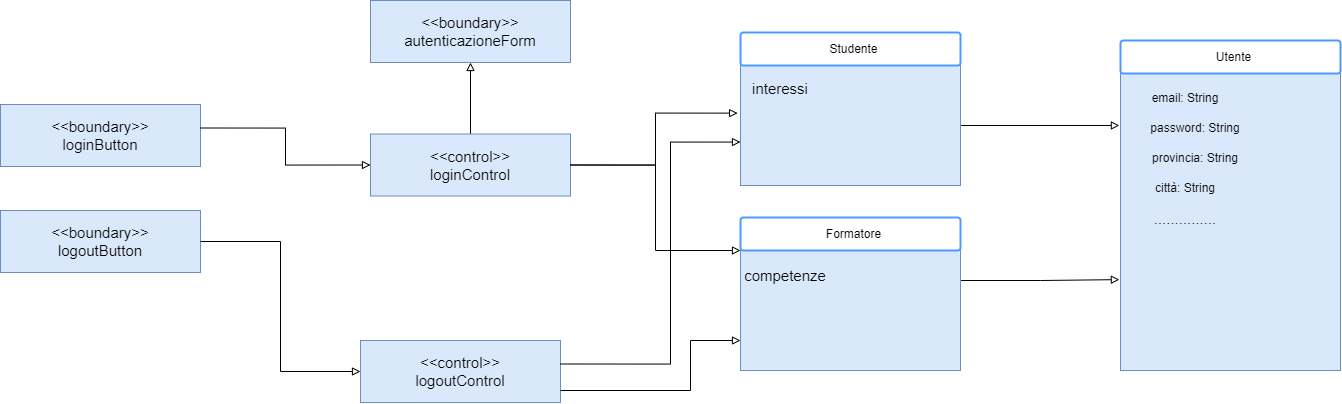 <<boundary>>
autenticazioneForm
<<boundary>>
loginButton
<<control>>
loginControl
<<boundary>>
logoutButton
<<control>>
logoutControl
Studente
interessi
Formatore
competenze
Utente
email: String
password: String
provincia: String
città: String
...............